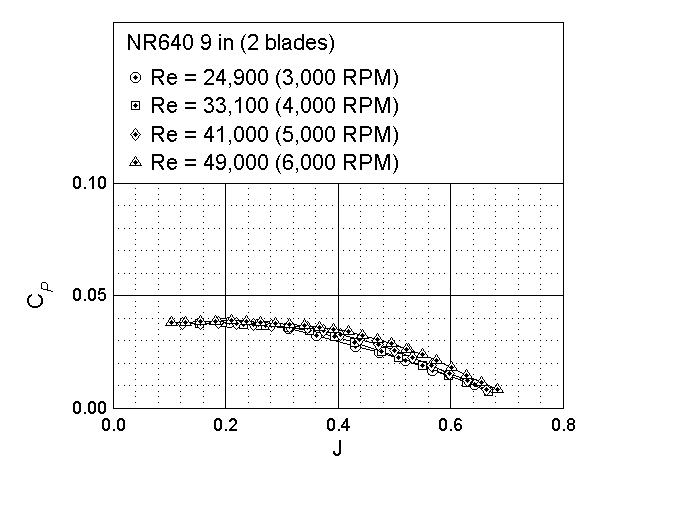 NR640 9 in (2 blades)
Re = 24,900 (3,000 RPM)
Re = 33,100 (4,000 RPM)
Re = 41,000 (5,000 RPM)
Re = 49,000 (6,000 RPM)
0.10
0.05
0.00
CP
0.0 0.2 0.4 0.6 0.8
J